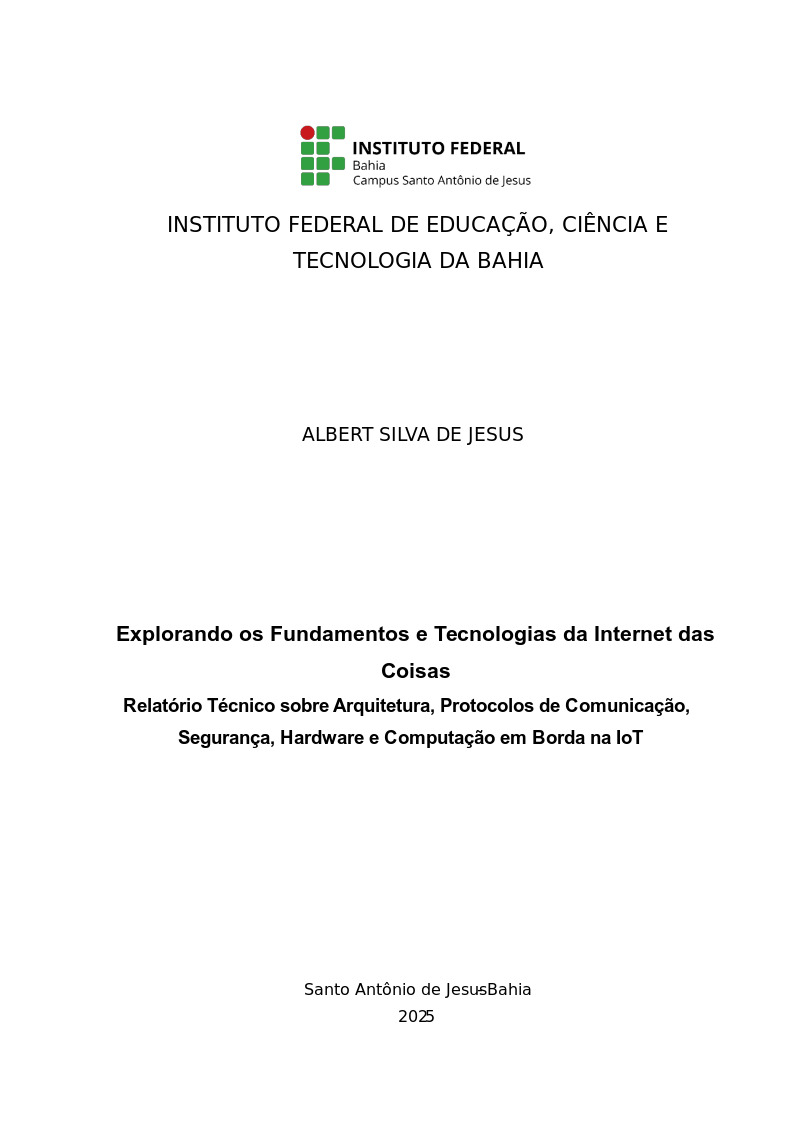 INSTITUTO FEDERAL
Bahia
Campus Santo Antônio de Jesus
INSTITUTO FEDERAL DE EDUCAÇÃO, CIÊNCIA E
TECNOLOGIA DA BAHIA
ALBERT SILVA DE JESUS
Explorando os Fundamentos e Tecnologias da Internet das
Coisas
Relatório Técnico sobre Arquitetura, Protocolos de Comunicação,
Segurança, Hardware e Computação em Borda na IoT
Santo Antônio de Jesus-Bahia
2025